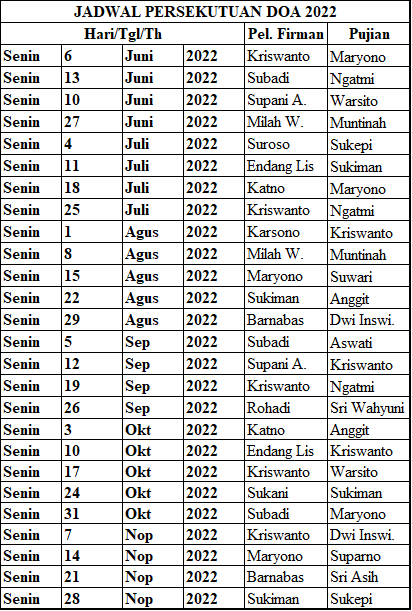 JADWAL PERSEKUTUAN DOA 2022
Hari/Tgl/Th Pel. Firman Pujian
Senin 6 Juni 2022 Kriswanto Maryono
Senin 13 Juni 2022 Subadi Ngatmi
Senin 10 Juni 2022 Supani A. Warsito
Senin 27 Juni 2022 Milah W. Muntinah
Senin 4 Juli 2022 Suroso Sukepi
Senin 11 Juli 2022 Endang Lis Sukiman
Senin 18 Juli 2022 Katno Maryono
Senin 25 Juli 2022 Kriswanto Ngatmi
Senin 1 Agus 2022 Karsono Kriswanto
Senin 8 Agus 2022 Milah W. Muntinah
Senin 15 Agus 2022 Maryono Suwari
Senin 22 Agus 2022 Sukiman Anggit
Senin 29 Agus 2022 Barnabas Dwi Inswi.
Senin 5 Sep 2022 Subadi Aswati
Senin 12 Sep 2022 Supani A. Kriswanto
Senin 19 Sep 2022 Kriswanto Ngatmi
Senin 26 Sep 2022 Rohadi Sri Wahyuni
Senin 3 Okt 2022 Katno Anggit
Senin 10 Okt 2022 Endang Lis Kriswanto
Senin 17 Okt 2022 Kriswanto Warsito
Senin 24 Okt 2022 Sukani Sukiman
Senin 31 Okt 2022 Subadi Maryono
Senin 7 Nop 2022 Kriswanto Dwi Inswi.
Senin 14 Nop 2022 Maryono Suparno
Senin 21 Nop 2022 Barnabas Sri Asih
Senin 28 Nop 2022 Sukiman Sukepi